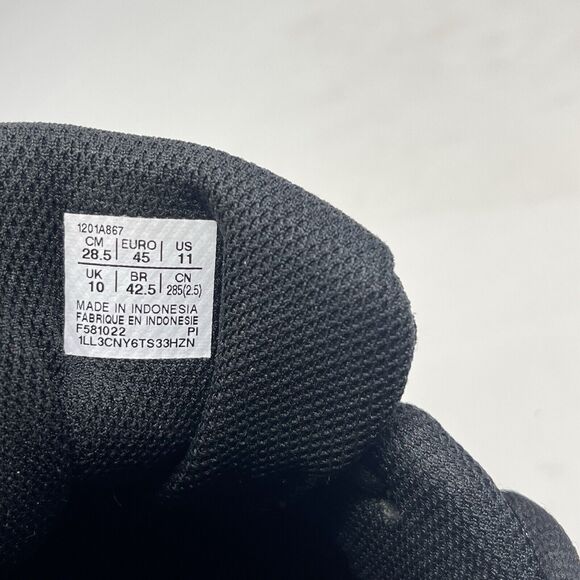 1201A867
CM EURO US
28.5 45 11
UK BR CN
10 42.5 285(2.5)
MADE IN INDONESIA
FABRIQUE EN INDONESIE
F581022 PI
1LL3CNY6TS33HZN